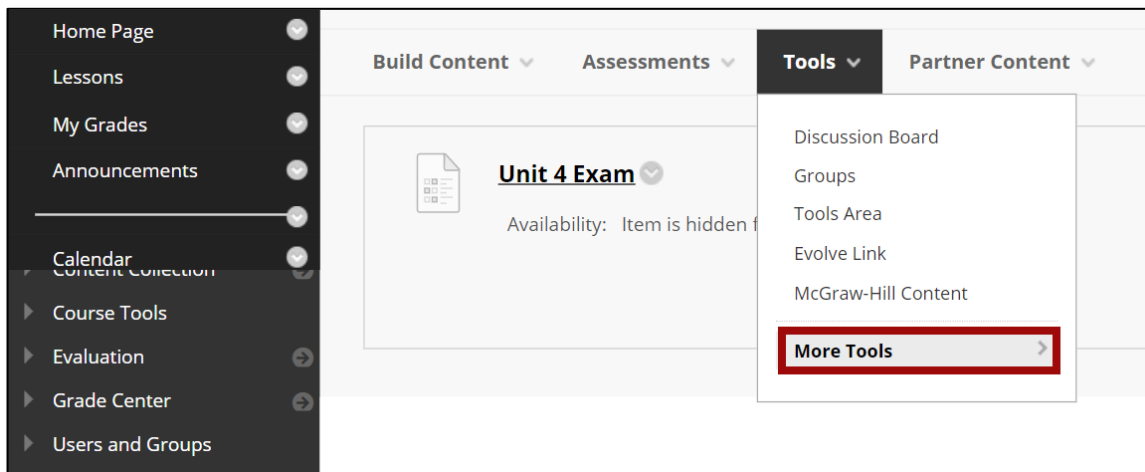 Home Page
Lessons
My Grades
Announcements
Calendar
Content Collection
Course Tools
Evaluation
Grade Center
Users and Groups
Build Content
Assessments
Tools
Partner Content
Unit 4 Exam
Availability: Item is hidden f
Discussion Board
Groups
Tools Area
Evolve Link
McGraw-Hill Content
More Tools